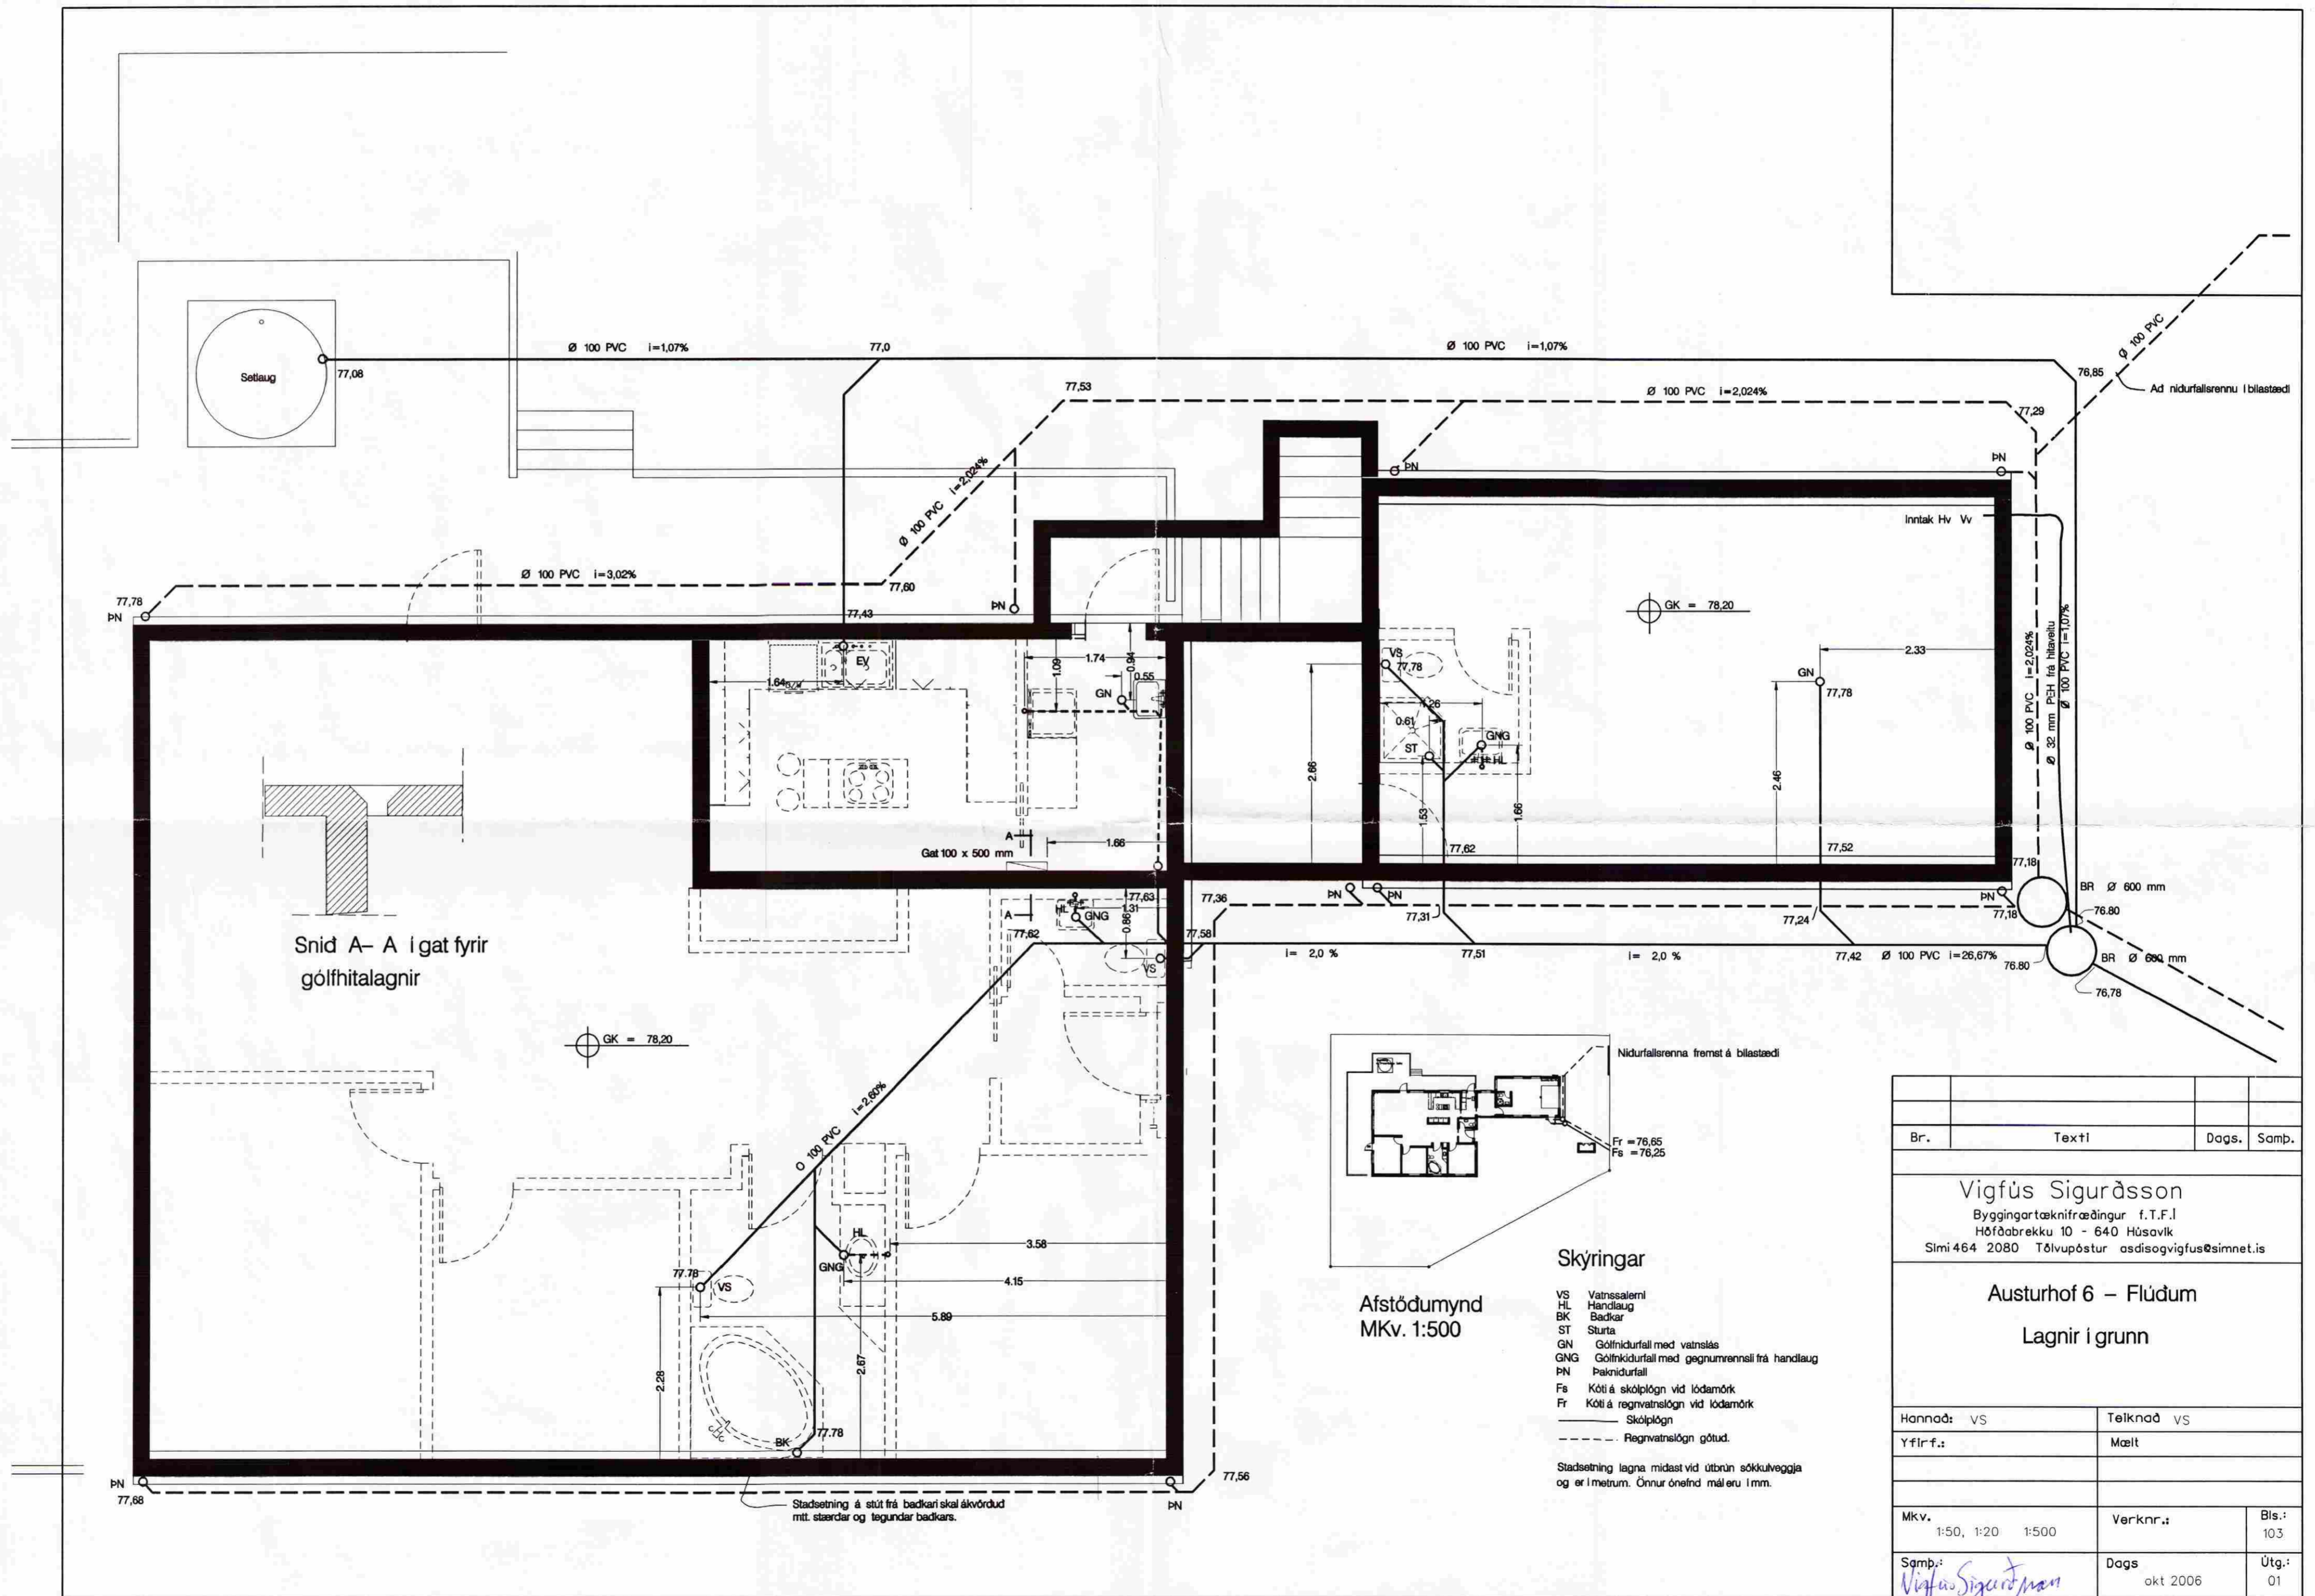 Setlaug
77,08
Ø 100 PVC i=1,07%
77,0
Ø 100 PVC i=1,07%
76,85
Ø 100 PVC
Ad nidurfallsrennu í bílastædi
77,53
Ø 100 PVC i=2,024%
77,29
Ø 100 PVC i=2,024%
ÞN
ÞN
Inntak Hv Vv
Ø 100 PVC i=3,02%
77,60
77,78
ÞN
77,43
ÞN
GK = 78,20
EV
1.64
1.09
1.74
0.94
0.55
GN
VS
77,78
1.26
0.61
ST
GNG
HL
2.66
1.53
1.66
2.33
GN
77,78
2.46
Ø 100 PVC i=2,024%
Ø 32 mm PEH frá hitaveitu
Ø 100 PVC i=1,07%
A
1.66
Gat 100 x 500 mm
77,62
77,52
77,18
BR Ø 600 mm
76.80
HL
GNG
1.31
77,63
0.86
A
77,62
VS
77,58
77,36
ÞN
ÞN
77,31
ÞN
77,18
77,24
i= 2,0 %
77,51
i= 2,0 %
77,42
Ø 100 PVC i=26,67%
76.80
BR Ø 600 mm
76,78
Snid A- A í gat fyrir
gólfhitalagnir
GK = 78,20
O 100 PVC
i=2,60%
HL
GNG
3.58
4.15
5.89
77.78
VS
2.28
2.67
BK
77.78
ÞN
77,68
77,56
ÞN
Stadsetning á stút frá badkari skal ákvördud
mtt. stærdar og tegundar badkars.
Nidurfallsrenna fremst á bílastædi
Fr =76,65
Fs =76,25
Afstödumynd
MKv. 1:500
Skýringar
VS Vatnssalerni
HL Handlaug
BK Badkar
ST Sturta
GN Gólfnidurfall med vatnslás
GNG Gólfnkidurfall med gegnumrennsli frá handlaug
ÞN Þaknidurfall
Fs Kóti á skólplögn vid lódamörk
Fr Kóti á regnvatnslögn vid lódamörk
Skólplögn
Regnvatnslögn götud.
Stadsetning lagna midast vid útbrún sökkulveggja
og er í metrum. Önnur ónefnd mál eru í mm.
Br. Texti Dags. Samþ.
Vigfús Sigurðsson
Byggingartæknifræðingur f.T.F.Í
Höfðabrekku 10 - 640 Húsavík
Sími 464 2080 Tölvupóstur asdisogvigfus@simnet.is
Austurhof 6 - Flúdum
Lagnir í grunn
Hannað: VS Teiknað VS
Yfirf.: Mælt
Mkv. Verknr.: Bls.:
1:50, 1:20 1:500 103
Samþ.: Dags Útg.:
Vigfús Sigurðsson okt 2006 01